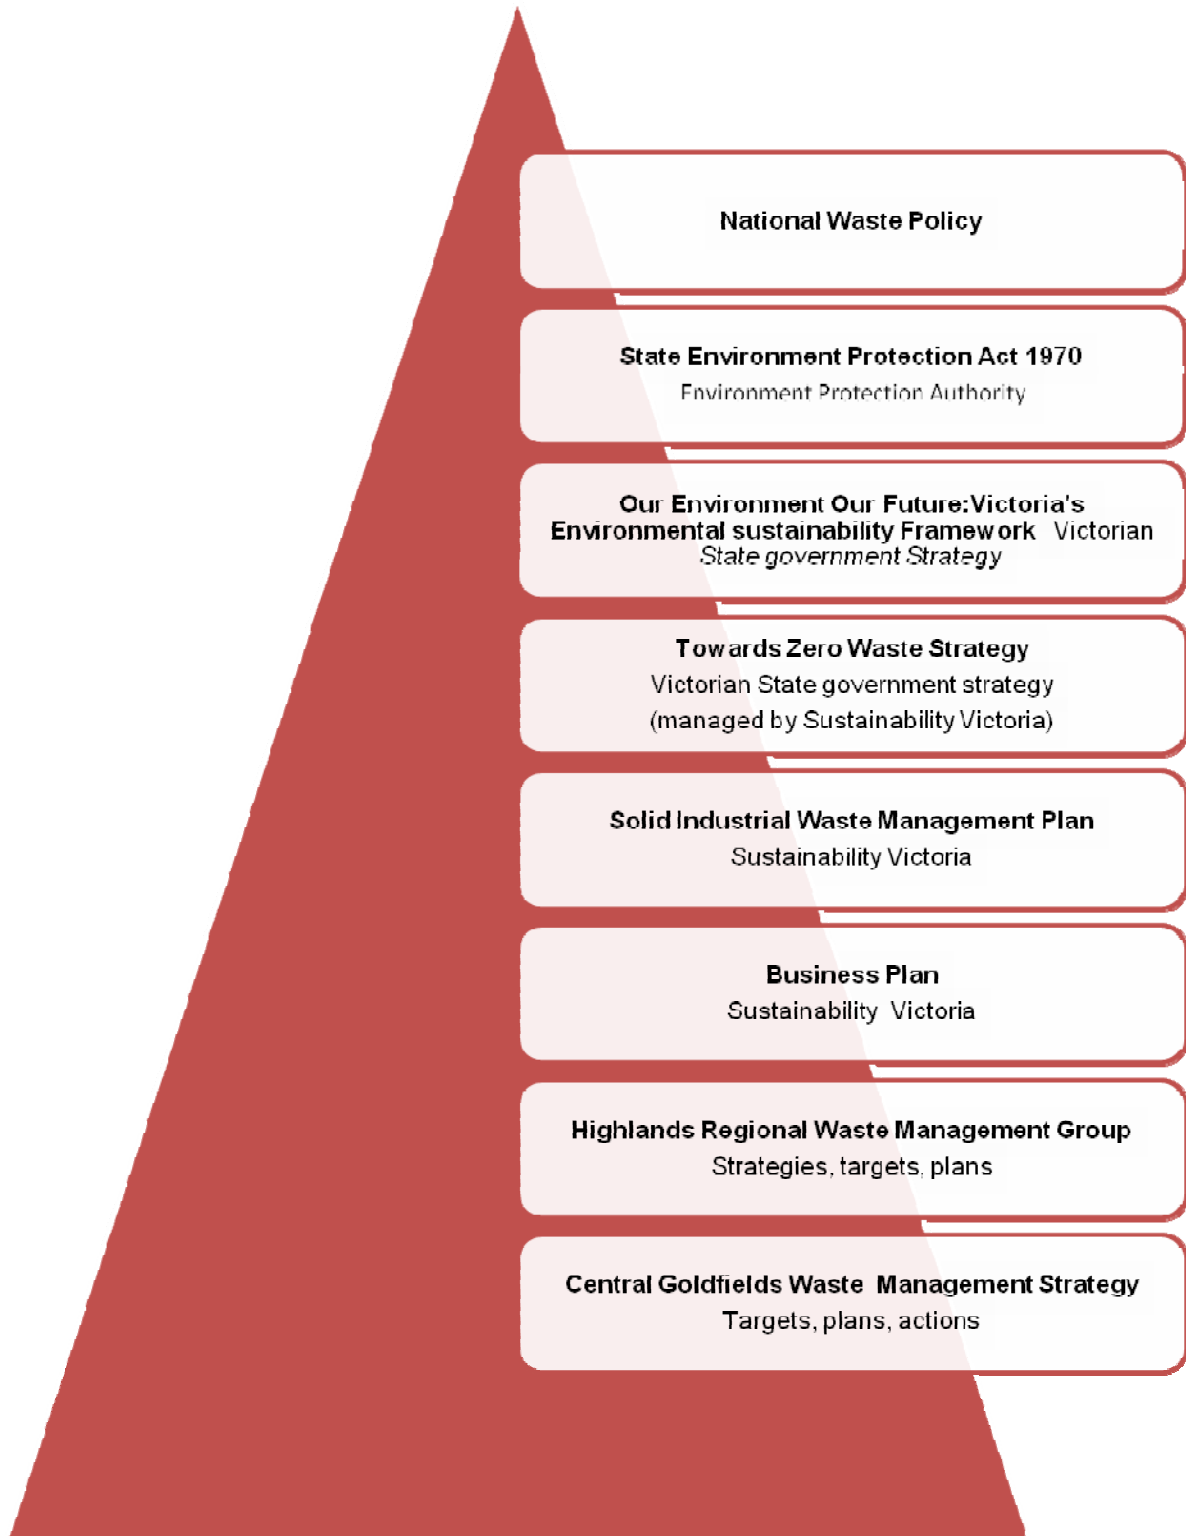 National Waste Policy
State Environment Protection Act 1970
Environment Protection Authority
Our Environment Our Future:Victoria's
Environmental sustainability Framework Victorian
State government Strategy
Towards Zero Waste Strategy
Victorian State government strategy
(managed by Sustainability Victoria)
Solid Industrial Waste Management Plan
Sustainability Victoria
Business Plan
Sustainability Victoria
Highlands Regional Waste Management Group
Strategies, targets, plans
Central Goldfields Waste Management Strategy
Targets, plans, actions